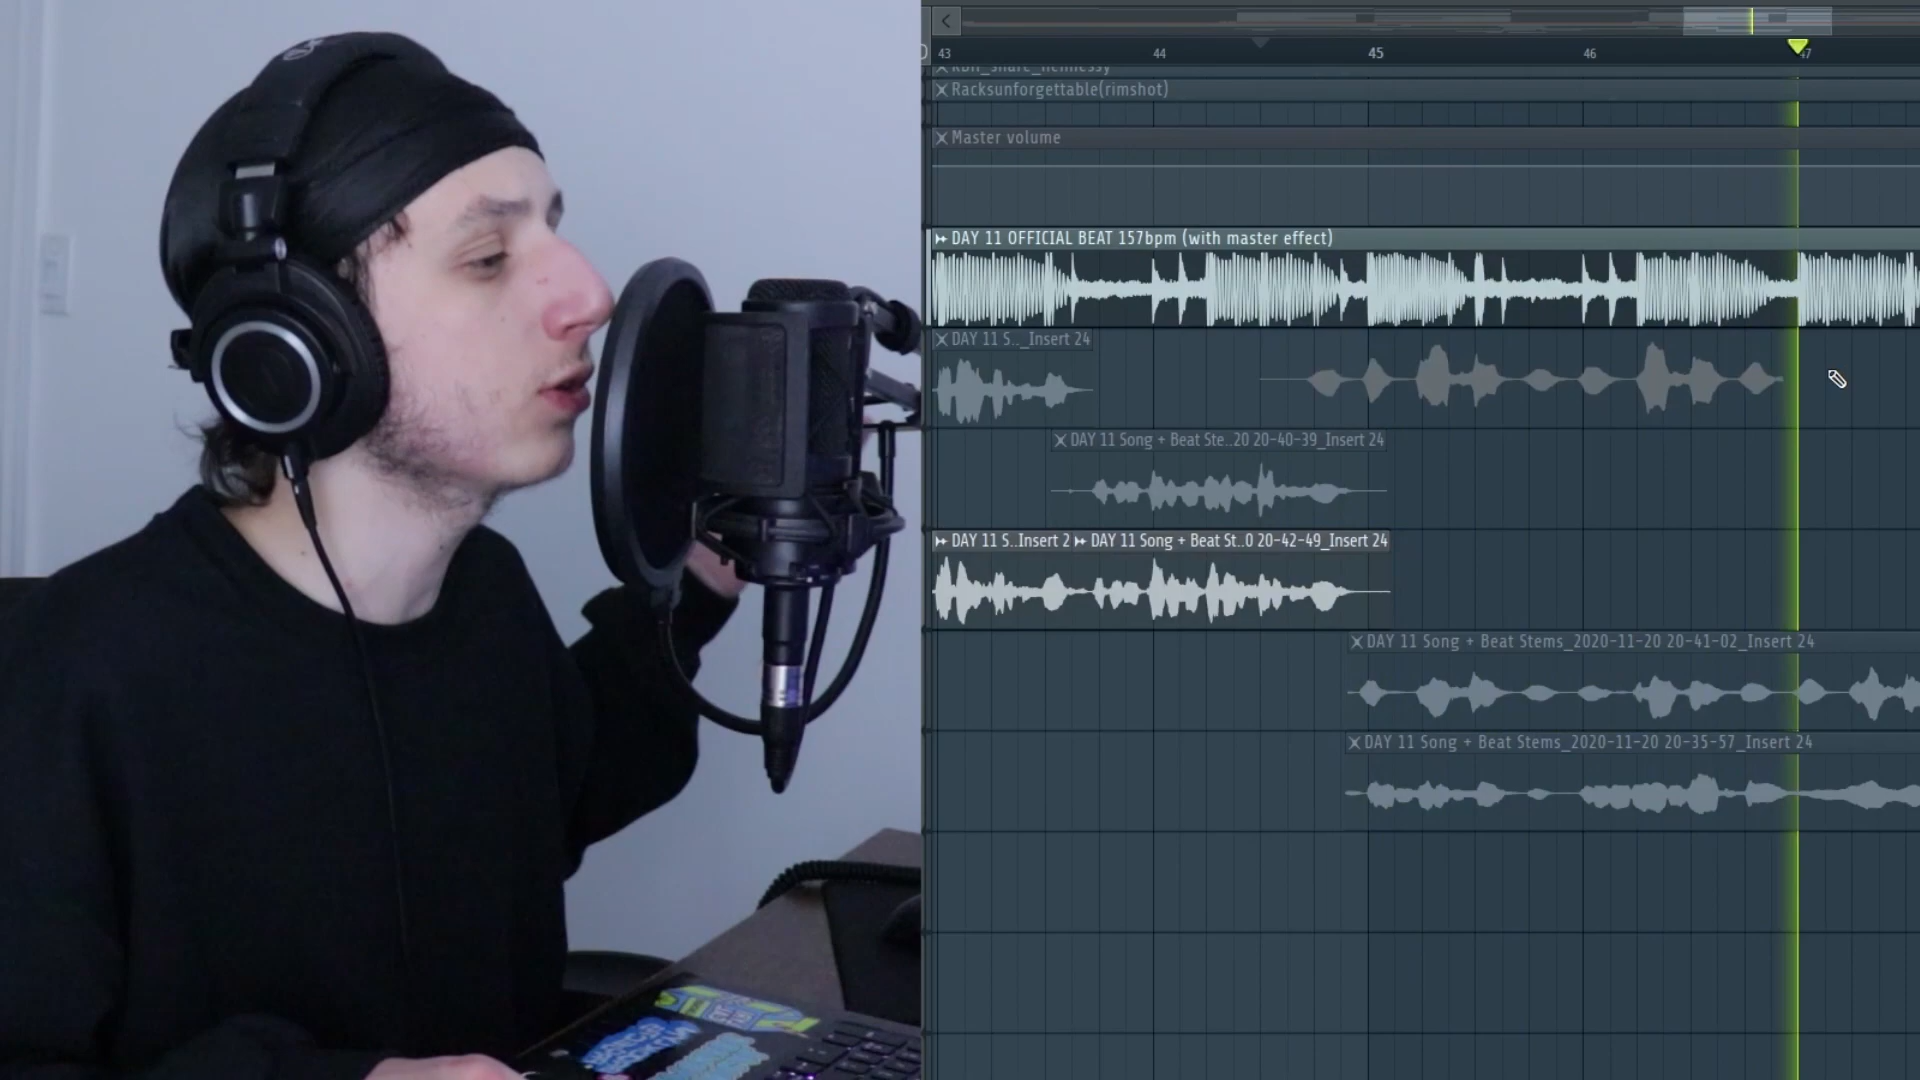 43 44 45 46 47
RBH_snare_hennessy
Racksunforgettable(rimshot)
Master volume
DAY 11 OFFICIAL BEAT 157bpm (with master effect)
DAY 11 S.._Insert 24
DAY 11 Song + Beat Ste..20 20-40-39_Insert 24
DAY 11 S..Insert 2 DAY 11 Song + Beat St..0 20-42-49_Insert 24
DAY 11 Song + Beat Stems_2020-11-20 20-41-02_Insert 24
DAY 11 Song + Beat Stems_2020-11-20 20-35-57_Insert 24